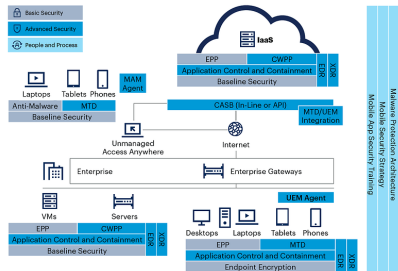 Basic Security
Advanced Security
People and Process
IaaS
EPP
CWPP
EDR
XDR
Application Control and Containment
Baseline Security
Laptops
Tablets
Phones
MAM
Agent
Anti-Malware
MTD
Baseline Security
CASB (In-Line or API)
MTD/UEM
Integration
Unmanaged
Access Anywhere
Internet
Enterprise
Enterprise Gateways
UEM Agent
VMs
Servers
EPP
CWPP
EDR
XDR
Application Control and Containment
Baseline Security
Desktops
Laptops
Tablets
Phones
EPP
MTD
EDR
XDR
Application Control and Containment
Endpoint Encryption
Mobile App Security Training
Mobile Security Strategy
Malware Protection Architecture